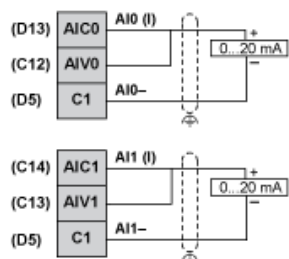 (D13) AIC0 AI0 (I)
+
0...20 mA
(C12) AIV0
–
(D5) C1 AI0–
(C14) AIC1 AI1 (I)
+
0...20 mA
(C13) AIV1
–
(D5) C1 AI1–